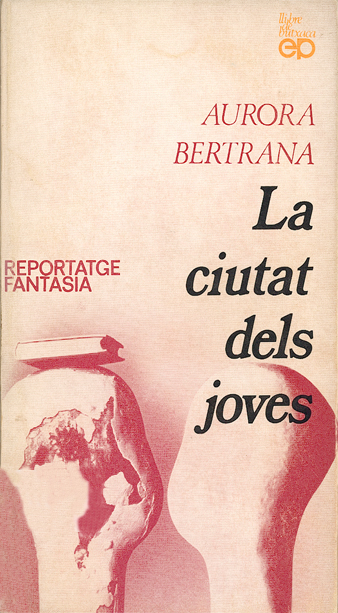 llibre
de
butxaca
ep
AURORA
BERTRANA
La
ciutat
dels
joves
REPORTATGE
FANTASIA